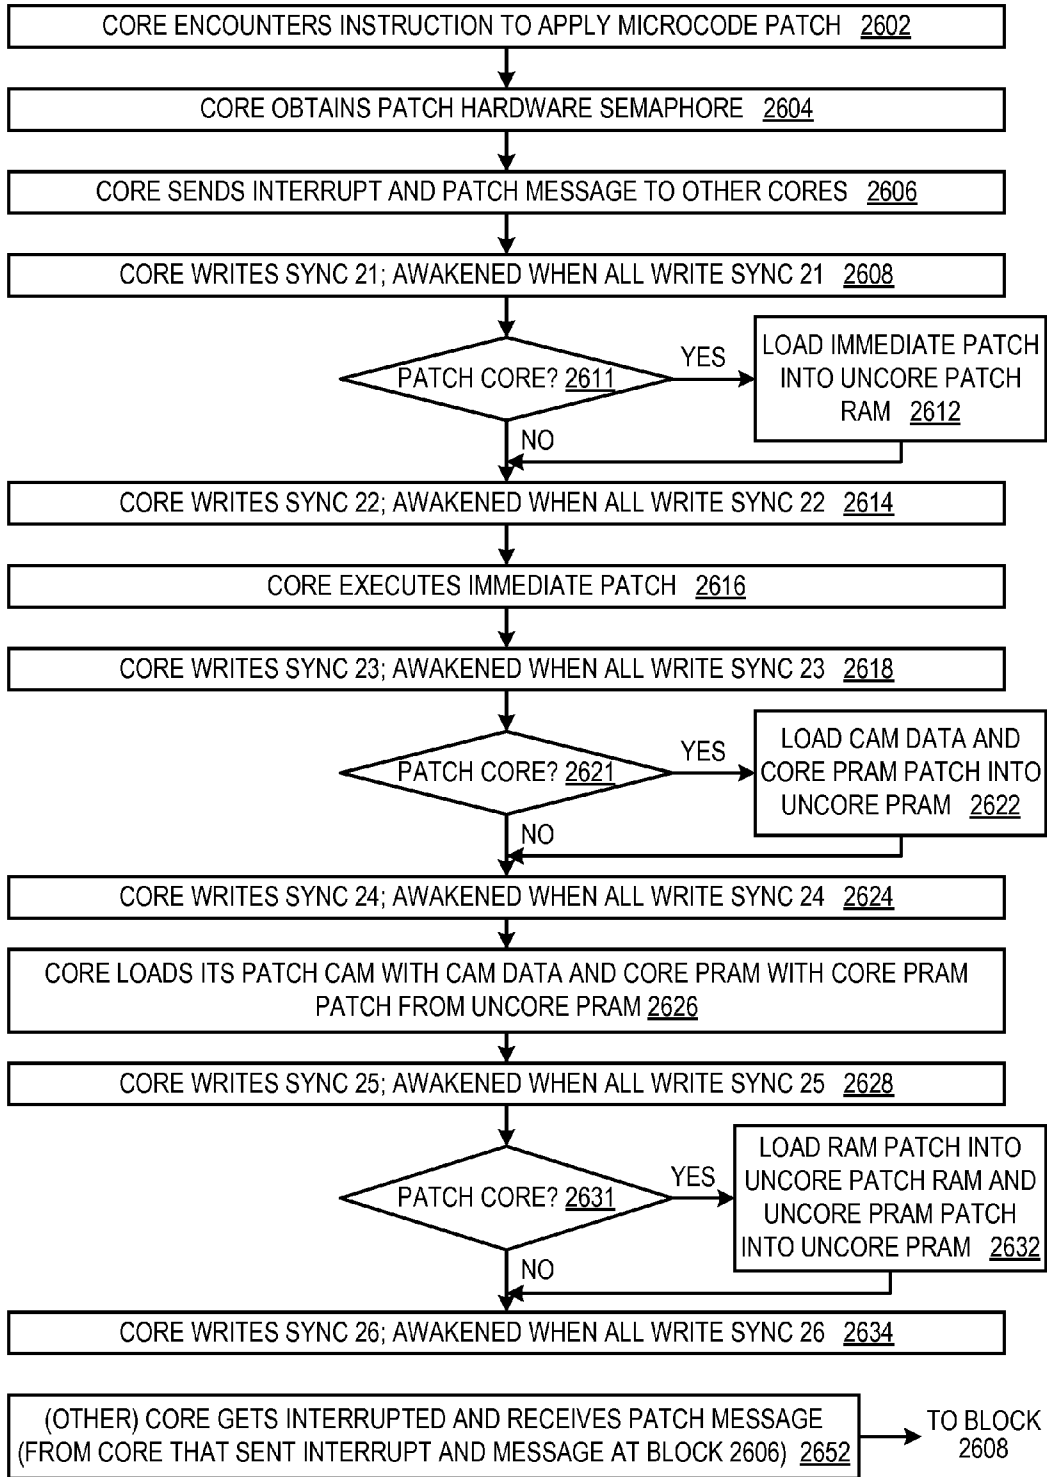 CORE ENCOUNTERS INSTRUCTION TO APPLY MICROCODE PATCH 2602
CORE OBTAINS PATCH HARDWARE SEMAPHORE 2604
CORE SENDS INTERRUPT AND PATCH MESSAGE TO OTHER CORES 2606
CORE WRITES SYNC 21; AWAKENED WHEN ALL WRITE SYNC 21 2608
PATCH CORE? 2611
YES
LOAD IMMEDIATE PATCH
INTO UNCORE PATCH
RAM 2612
NO
CORE WRITES SYNC 22; AWAKENED WHEN ALL WRITE SYNC 22 2614
CORE EXECUTES IMMEDIATE PATCH 2616
CORE WRITES SYNC 23; AWAKENED WHEN ALL WRITE SYNC 23 2618
PATCH CORE? 2621
YES
LOAD CAM DATA AND
CORE PRAM PATCH INTO
UNCORE PRAM 2622
NO
CORE WRITES SYNC 24; AWAKENED WHEN ALL WRITE SYNC 24 2624
CORE LOADS ITS PATCH CAM WITH CAM DATA AND CORE PRAM WITH CORE PRAM
PATCH FROM UNCORE PRAM 2626
CORE WRITES SYNC 25; AWAKENED WHEN ALL WRITE SYNC 25 2628
PATCH CORE? 2631
YES
LOAD RAM PATCH INTO
UNCORE PATCH RAM AND
UNCORE PRAM PATCH
INTO UNCORE PRAM 2632
NO
CORE WRITES SYNC 26; AWAKENED WHEN ALL WRITE SYNC 26 2634
(OTHER) CORE GETS INTERRUPTED AND RECEIVES PATCH MESSAGE
(FROM CORE THAT SENT INTERRUPT AND MESSAGE AT BLOCK 2606) 2652
TO BLOCK
2608